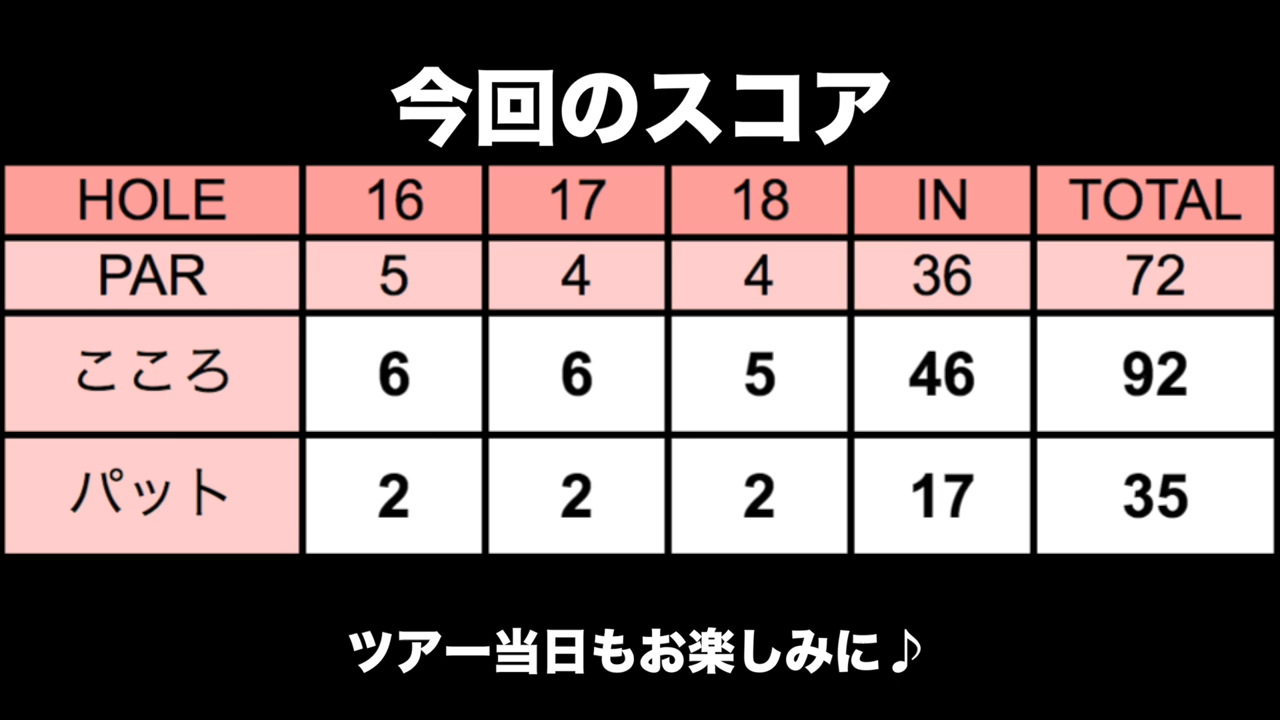 今回のスコア
HOLE 16 17 18 IN TOTAL
PAR 5 4 4 36 72
こころ 6 6 5 46 92
パット 2 2 2 17 35
ツアー当日もお楽しみに♪